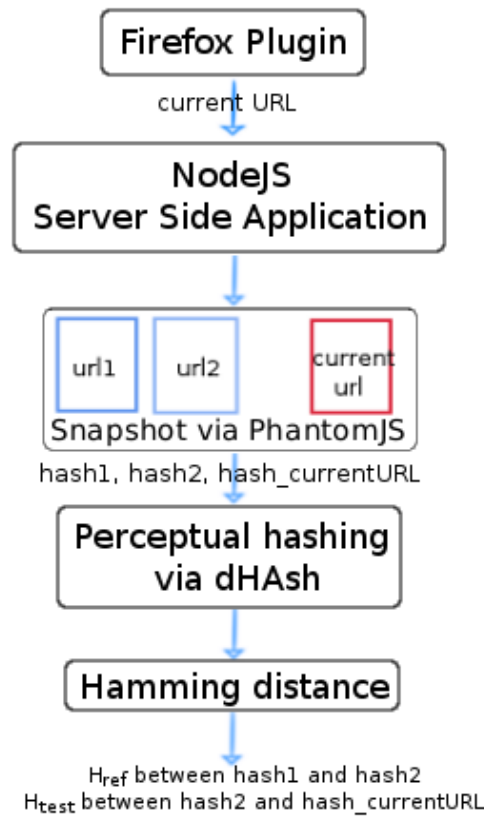 Firefox Plugin
current URL
NodeJS
Server Side Application
url1 url2 current
url
Snapshot via PhantomJS
hash1, hash2, hash_currentURL
Perceptual hashing
via dHAsh
Hamming distance
Href between hash1 and hash2
Htest between hash2 and hash_currentURL